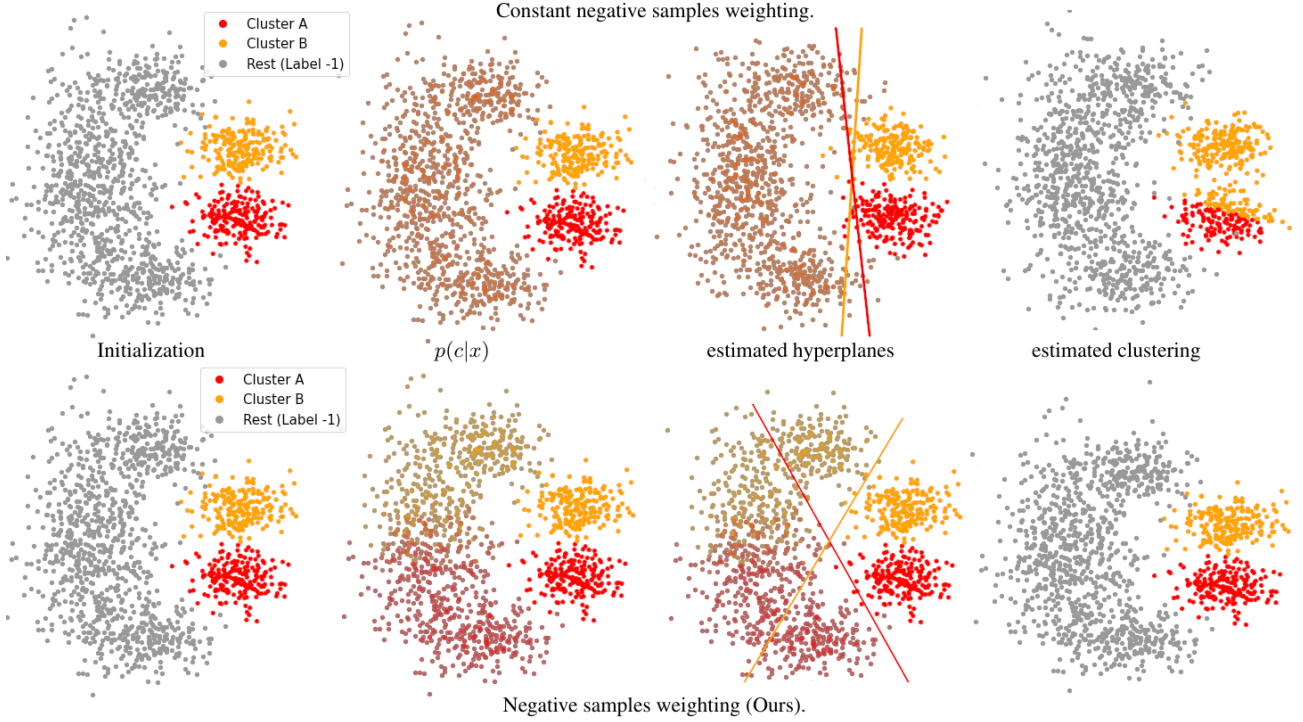 Constant negative samples weighting.
Cluster A
Cluster B
Rest (Label -1)
Initialization
p(c|x)
estimated hyperplanes
estimated clustering
Cluster A
Cluster B
Rest (Label -1)
Negative samples weighting (Ours).